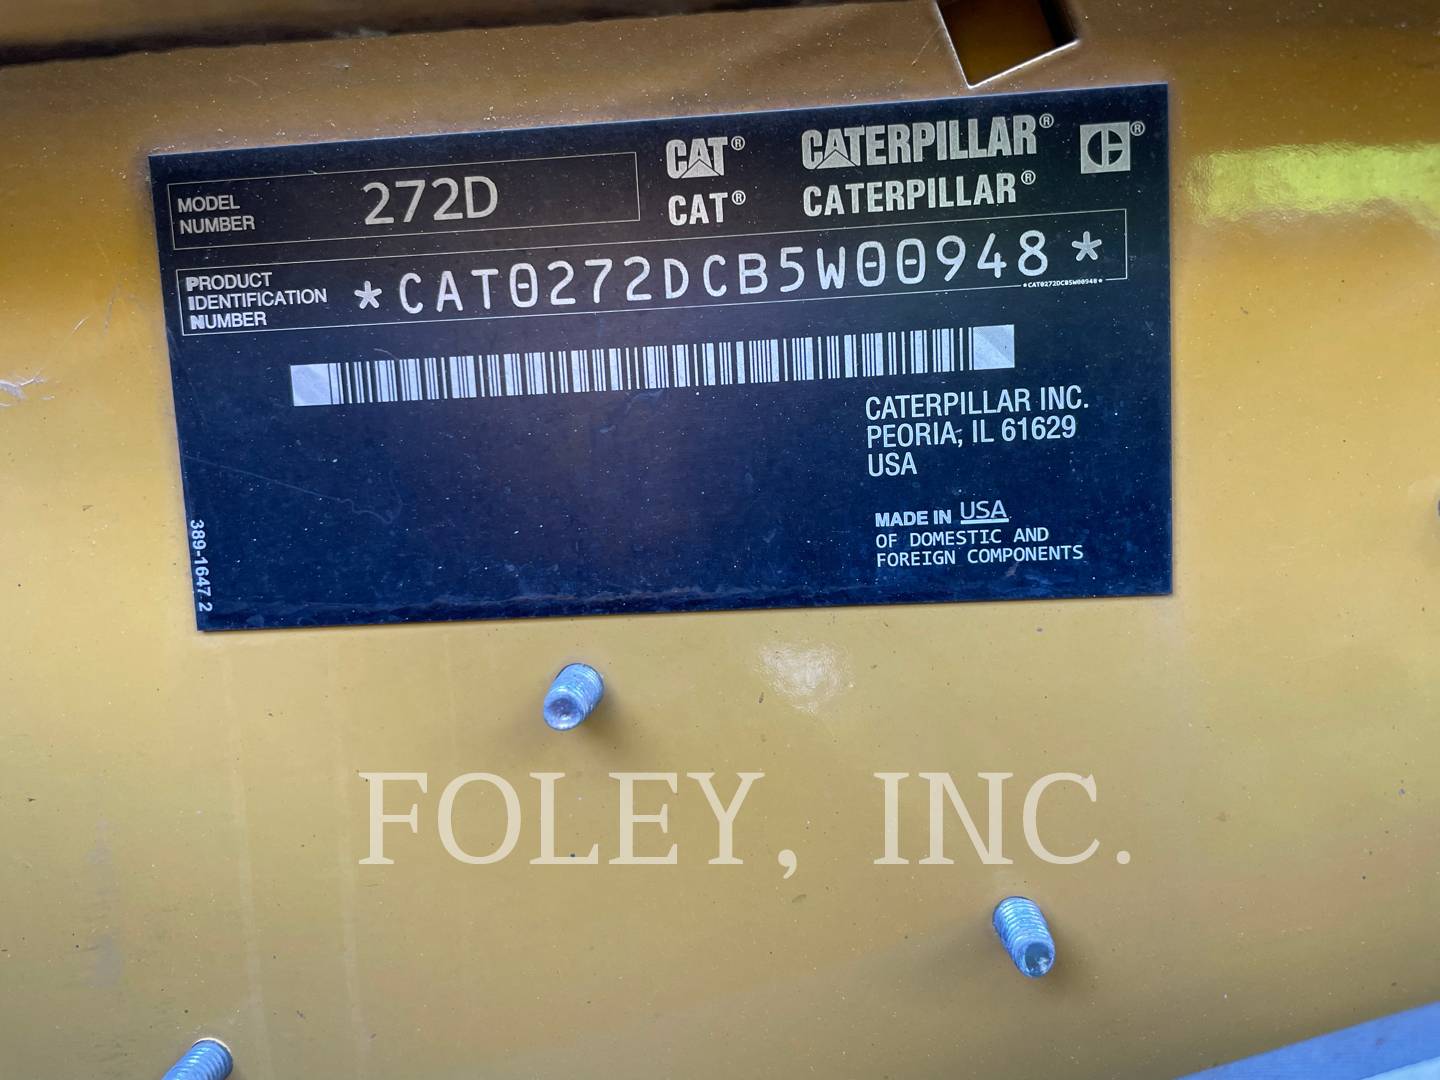 MODEL
NUMBER
272D
CAT®
CAT®
CATERPILLAR®
CATERPILLAR®
C®
PRODUCT
IDENTIFICATION
NUMBER
*CAT0272DCB5W00948*
*CAT0272DCB5W00948*
CATERPILLAR INC.
PEORIA, IL 61629
USA
MADE IN USA
OF DOMESTIC AND
FOREIGN COMPONENTS
389-1647 2
FOLEY, INC.